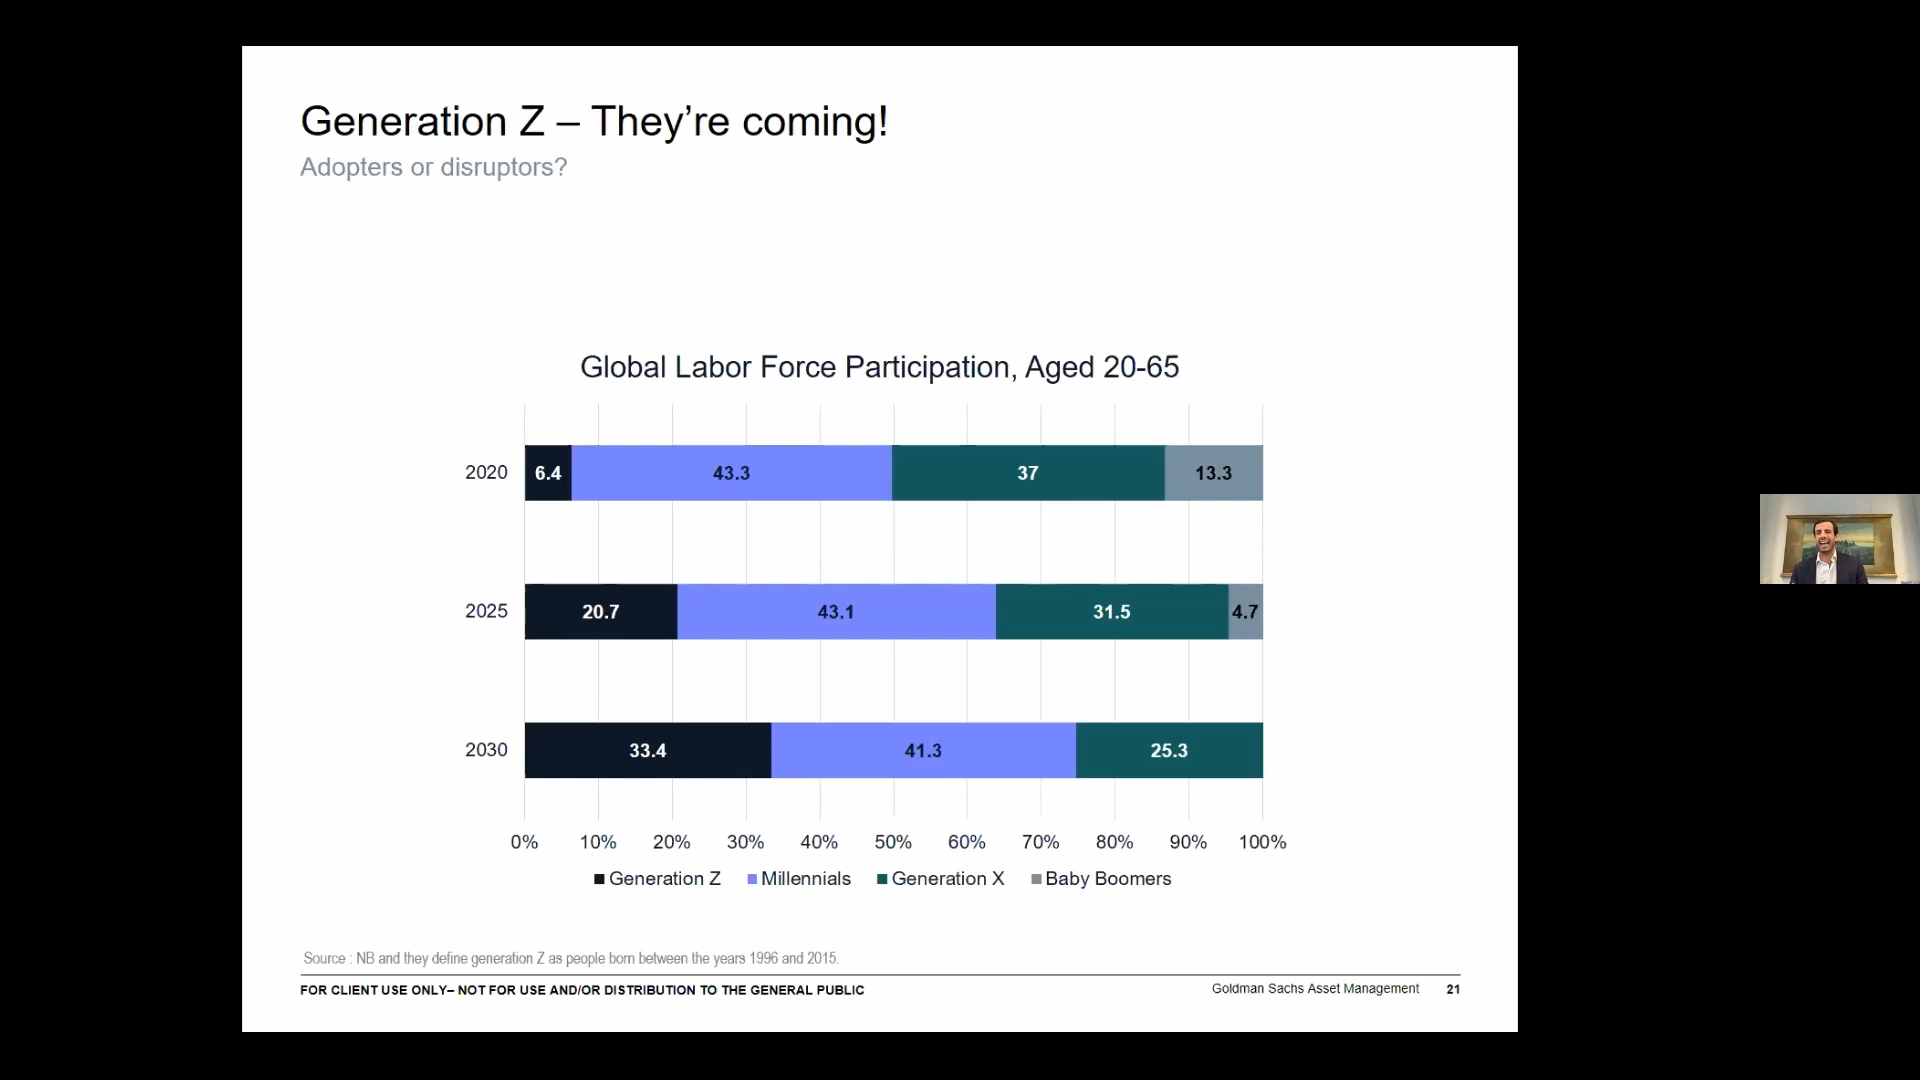 Generation Z – They’re coming!
Adopters or disruptors?
Global Labor Force Participation, Aged 20-65
2020 6.4 43.3 37 13.3
2025 20.7 43.1 31.5 4.7
2030 33.4 41.3 25.3
0% 10% 20% 30% 40% 50% 60% 70% 80% 90% 100%
Generation Z Millennials Generation X Baby Boomers
Source : NB and they define generation Z as people born between the years 1996 and 2015.
FOR CLIENT USE ONLY– NOT FOR USE AND/OR DISTRIBUTION TO THE GENERAL PUBLIC
Goldman Sachs Asset Management 21